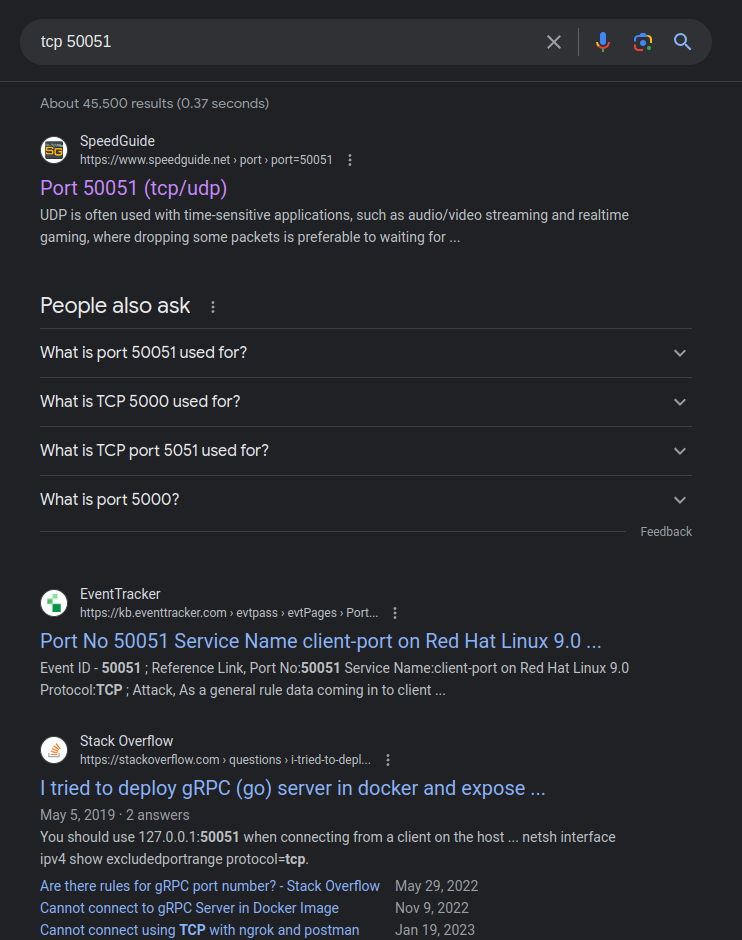 tcp 50051
About 45,500 results (0.37 seconds)
SG
SpeedGuide
https://www.speedguide.net › port › port=50051
Port 50051 (tcp/udp)
UDP is often used with time-sensitive applications, such as audio/video streaming and realtime
gaming, where dropping some packets is preferable to waiting for ...
People also ask
What is port 50051 used for?
What is TCP 5000 used for?
What is TCP port 5051 used for?
What is port 5000?
Feedback
EventTracker
https://kb.eventtracker.com › evtpass › evtPages › Port...
Port No 50051 Service Name client-port on Red Hat Linux 9.0 ...
Event ID - 50051 ; Reference Link, Port No:50051 Service Name:client-port on Red Hat Linux 9.0
Protocol:TCP ; Attack, As a general rule data coming in to client ...
Stack Overflow
https://stackoverflow.com › questions › i-tried-to-depl...
I tried to deploy gRPC (go) server in docker and expose ...
May 5, 2019 · 2 answers
You should use 127.0.0.1:50051 when connecting from a client on the host ... netsh interface
ipv4 show excludedportrange protocol=tcp.
Are there rules for gRPC port number? - Stack Overflow May 29, 2022
Cannot connect to gRPC Server in Docker Image Nov 9, 2022
Cannot connect using TCP with ngrok and postman Jan 19, 2023